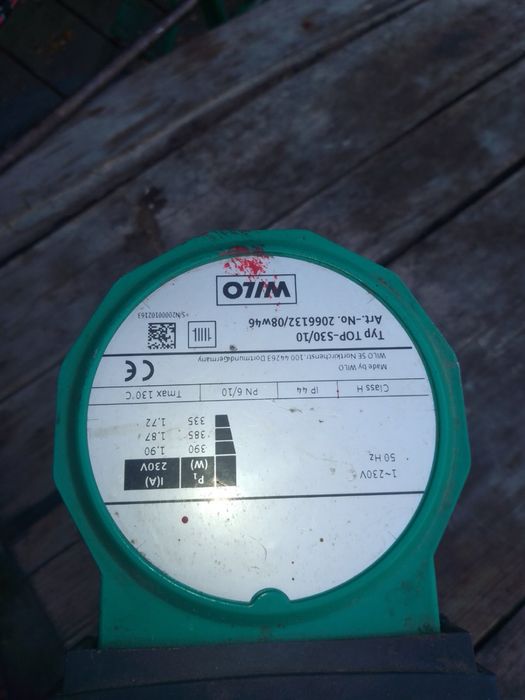 WILO
Typ TOP-S30/10
Art.-No. 2066132/08w46
+S/N2000102163
Made by WILO
WILO SE Nortkirchenstr. 100 44263 Dortmund/Germany
CE
Class H IP 44 PN 6/10 Tmax 130°C
1~230V
50 Hz
P1 (W) I(A) 230V
390 1.90
385 1.87
335 1.72